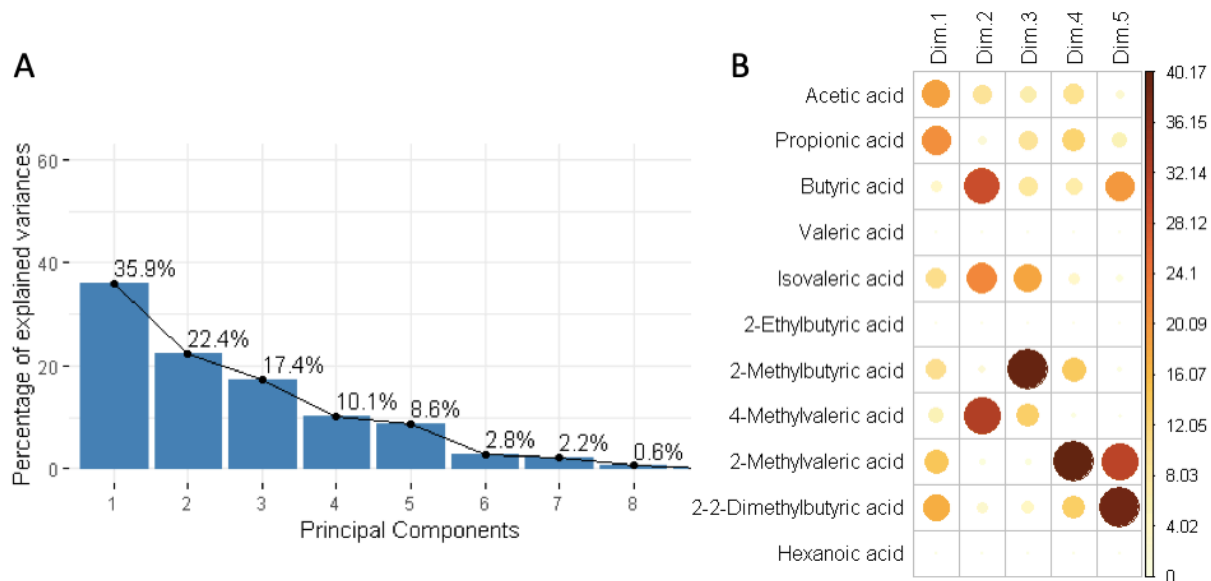 A
Percentage of explained variances
60
40
20
0
35.9%
22.4%
17.4%
10.1%
8.6%
2.8%
2.2%
0.6%
1 2 3 4 5 6 7 8
Principal Components
B
Dim.1 Dim.2 Dim.3 Dim.4 Dim.5
Acetic acid
Propionic acid
Butyric acid
Valeric acid
Isovaleric acid
2-Ethylbutyric acid
2-Methylbutyric acid
4-Methylvaleric acid
2-Methylvaleric acid
2-2-Dimethylbutyric acid
Hexanoic acid
40.17
36.15
32.14
28.12
24.1
20.09
16.07
12.05
8.03
4.02
0